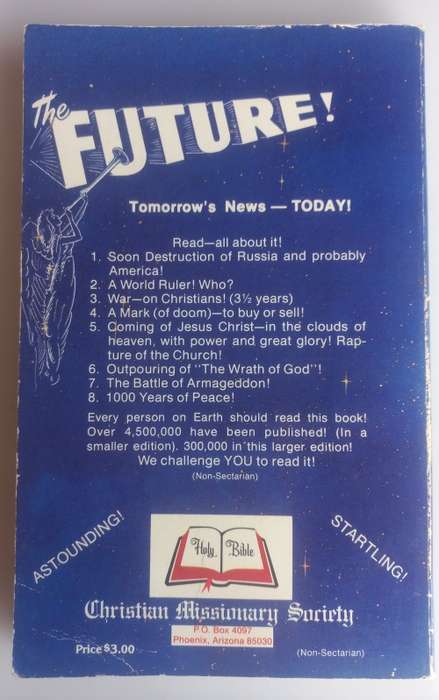 The
FUTURE!
Tomorrow's News — TODAY!
Read—all about it!
1. Soon Destruction of Russia and probably
America!
2. A World Ruler! Who?
3. War—on Christians! (3½ years)
4. A Mark (of doom)—to buy or sell!
5. Coming of Jesus Christ—in the clouds of
heaven, with power and great glory! Rap-
ture of the Church!
6. Outpouring of "The Wrath of God"!
7. The Battle of Armageddon!
8. 1000 Years of Peace!
Every person on Earth should read this book!
Over 4,500,000 have been published! (In a
smaller edition). 300,000 in this larger edition!
We challenge YOU to read it!
(Non-Sectarian)
ASTOUNDING!
Holy Bible
STARTLING!
Christian Missionary Society
P.O. Box 4097
Phoenix, Arizona 85030
Price $3.00
(Non-Sectarian)